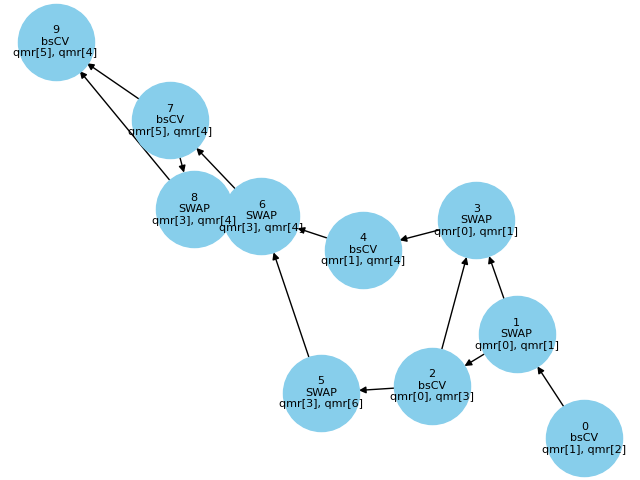 9
bsCV
qmr[5], qmr[4]
7
bsCV
qmr[5], qmr[4]
8
SWAP
qmr[3], qmr[4]
6
SWAP
qmr[3], qmr[4]
3
SWAP
qmr[0], qmr[1]
4
bsCV
qmr[1], qmr[4]
1
SWAP
qmr[0], qmr[1]
5
SWAP
qmr[3], qmr[6]
2
bsCV
qmr[0], qmr[3]
0
bsCV
qmr[1], qmr[2]